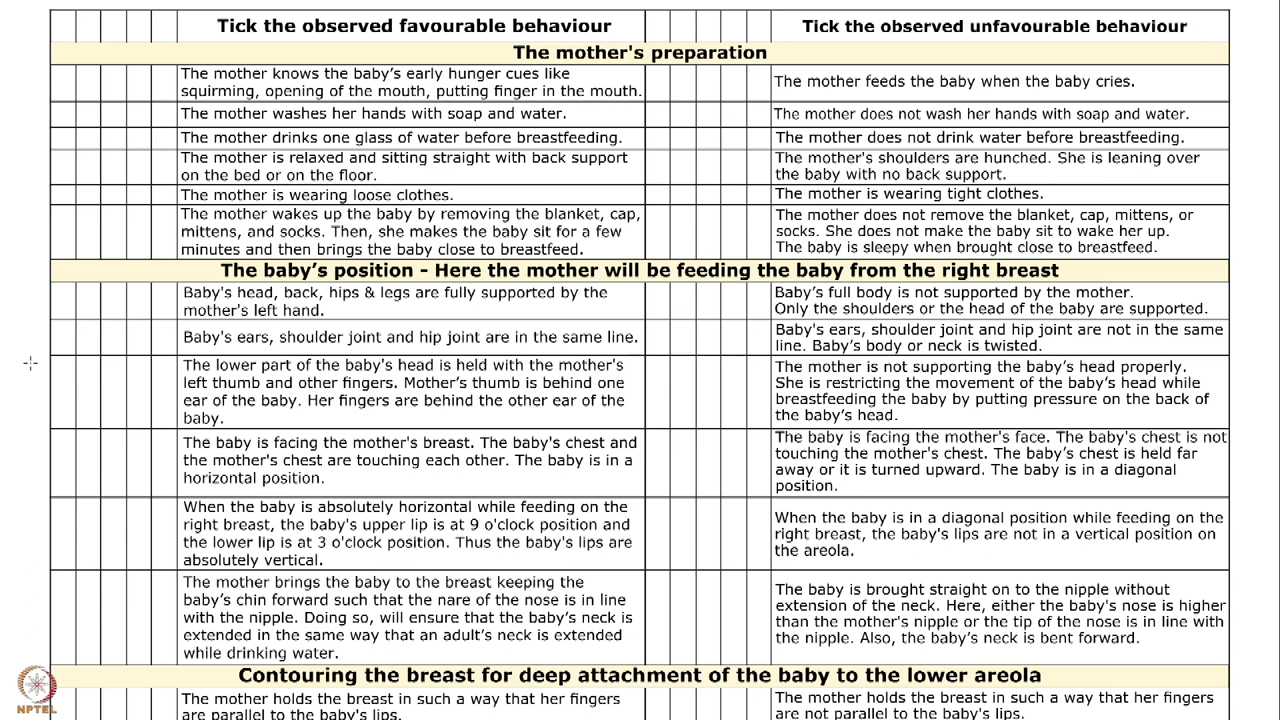 Tick the observed favourable behaviour
Tick the observed unfavourable behaviour
The mother's preparation
The mother knows the baby's early hunger cues like
squirming, opening of the mouth, putting finger in the mouth.
The mother feeds the baby when the baby cries.
The mother washes her hands with soap and water.
The mother does not wash her hands with soap and water.
The mother drinks one glass of water before breastfeeding.
The mother does not drink water before breastfeeding.
The mother is relaxed and sitting straight with back support
on the bed or on the floor.
The mother's shoulders are hunched. She is leaning over
the baby with no back support.
The mother is wearing loose clothes.
The mother is wearing tight clothes.
The mother wakes up the baby by removing the blanket, cap,
mittens, and socks. Then, she makes the baby sit for a few
minutes and then brings the baby close to breastfeed.
The mother does not remove the blanket, cap, mittens, or
socks. She does not make the baby sit to wake her up.
The baby is sleepy when brought close to breastfeed.
The baby's position - Here the mother will be feeding the baby from the right breast
Baby's head, back, hips & legs are fully supported by the
mother's left hand.
Baby's full body is not supported by the mother.
Only the shoulders or the head of the baby are supported.
Baby's ears, shoulder joint and hip joint are in the same line.
Baby's ears, shoulder joint and hip joint are not in the same
line. Baby's body or neck is twisted.
The lower part of the baby's head is held with the mother's
left thumb and other fingers. Mother's thumb is behind one
ear of the baby. Her fingers are behind the other ear of the
baby.
The mother is not supporting the baby's head properly.
She is restricting the movement of the baby's head while
breastfeeding the baby by putting pressure on the back of
the baby's head.
The baby is facing the mother's breast. The baby's chest and
the mother's chest are touching each other. The baby is in a
horizontal position.
The baby is facing the mother's face. The baby's chest is not
touching the mother's chest. The baby's chest is held far
away or it is turned upward. The baby is in a diagonal
position.
When the baby is absolutely horizontal while feeding on the
right breast, the baby's upper lip is at 9 o'clock position and
the lower lip is at 3 o'clock position. Thus the baby's lips are
absolutely vertical.
When the baby is in a diagonal position while feeding on the
right breast, the baby's lips are not in a vertical position on
the areola.
The mother brings the baby to the breast keeping the
baby's chin forward such that the nare of the nose is in line
with the nipple. Doing so, will ensure that the baby's neck is
extended in the same way that an adult's neck is extended
while drinking water.
The baby is brought straight on to the nipple without
extension of the neck. Here, either the baby's nose is higher
than the mother's nipple or the tip of the nose is in line with
the nipple. Also, the baby's neck is bent forward.
Contouring the breast for deep attachment of the baby to the lower areola
The mother holds the breast in such a way that her fingers
are parallel to the baby's lips.
The mother holds the breast in such a way that her fingers
are not parallel to the baby's lips.
NPTEL